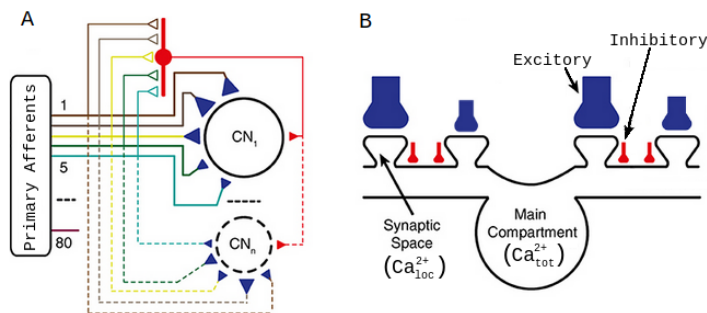 A
Primary Afferents
1
5
80
CN1
CNn
B
Excitory
Inhibitory
Synaptic
Space
(Ca2+loc)
Main
Compartment
(Ca2+tot)